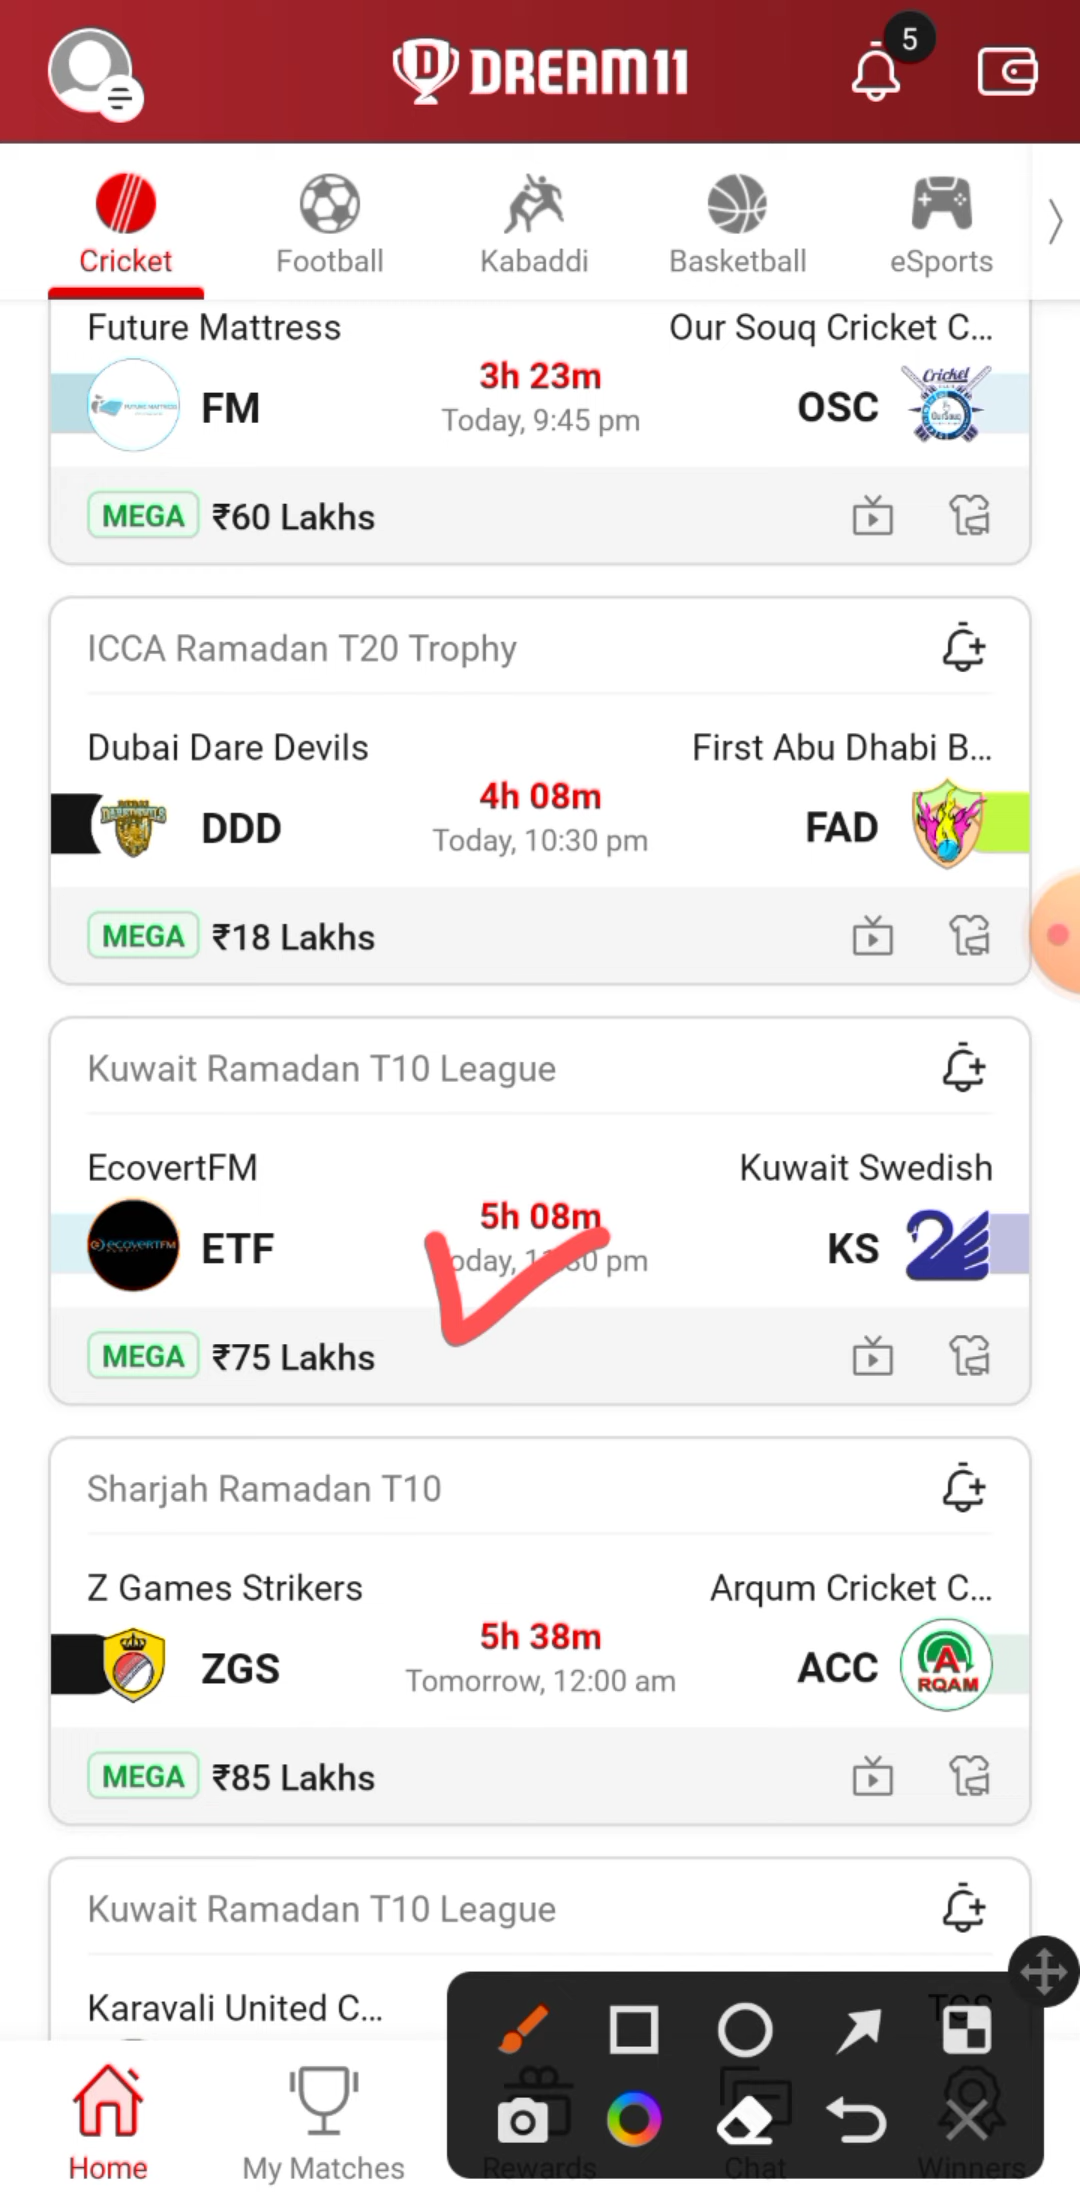 DREAM11
5
Cricket Football Kabaddi Basketball eSports
Future Mattress Our Souq Cricket C...
3h 23m
FM OSC
Today, 9:45 pm
MEGA ₹60 Lakhs
ICCA Ramadan T20 Trophy
Dubai Dare Devils First Abu Dhabi B...
4h 08m
DDD FAD
Today, 10:30 pm
MEGA ₹18 Lakhs
Kuwait Ramadan T10 League
EcovertFM Kuwait Swedish
5h 08m
ETF KS
pm
MEGA ₹75 Lakhs
Sharjah Ramadan T10
Z Games Strikers Arqum Cricket C...
5h 38m
ZGS ACC
Tomorrow, 12:00 am
MEGA ₹85 Lakhs
Kuwait Ramadan T10 League
Karavali United C... TGS
Home My Matches Rewards Chat Winners